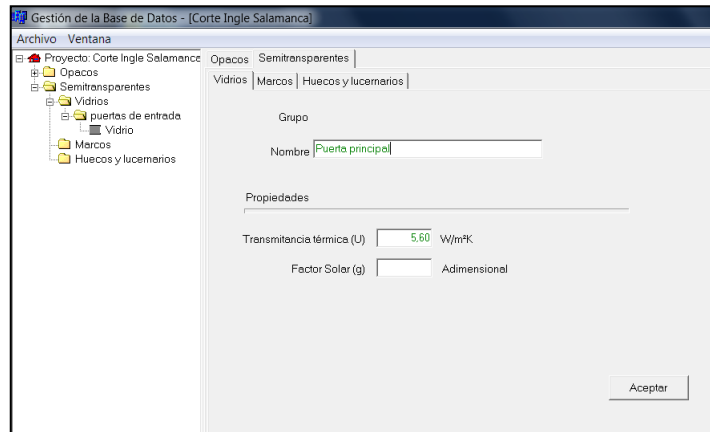 Gestión de la Base de Datos - [Corte Ingle Salamanca]
Archivo Ventana
Proyecto: Corte Ingle Salamanca
Opacos
Semitransparentes
Vidrios
puertas de entrada
Vidrio
Marcos
Huecos y lucernarios
Opacos Semitransparentes
Vidrios Marcos Huecos y lucernarios
Grupo
Nombre Puerta principal
Propiedades
Transmitancia térmica (U) 5,60 W/m²K
Factor Solar (g) Adimensional
Aceptar